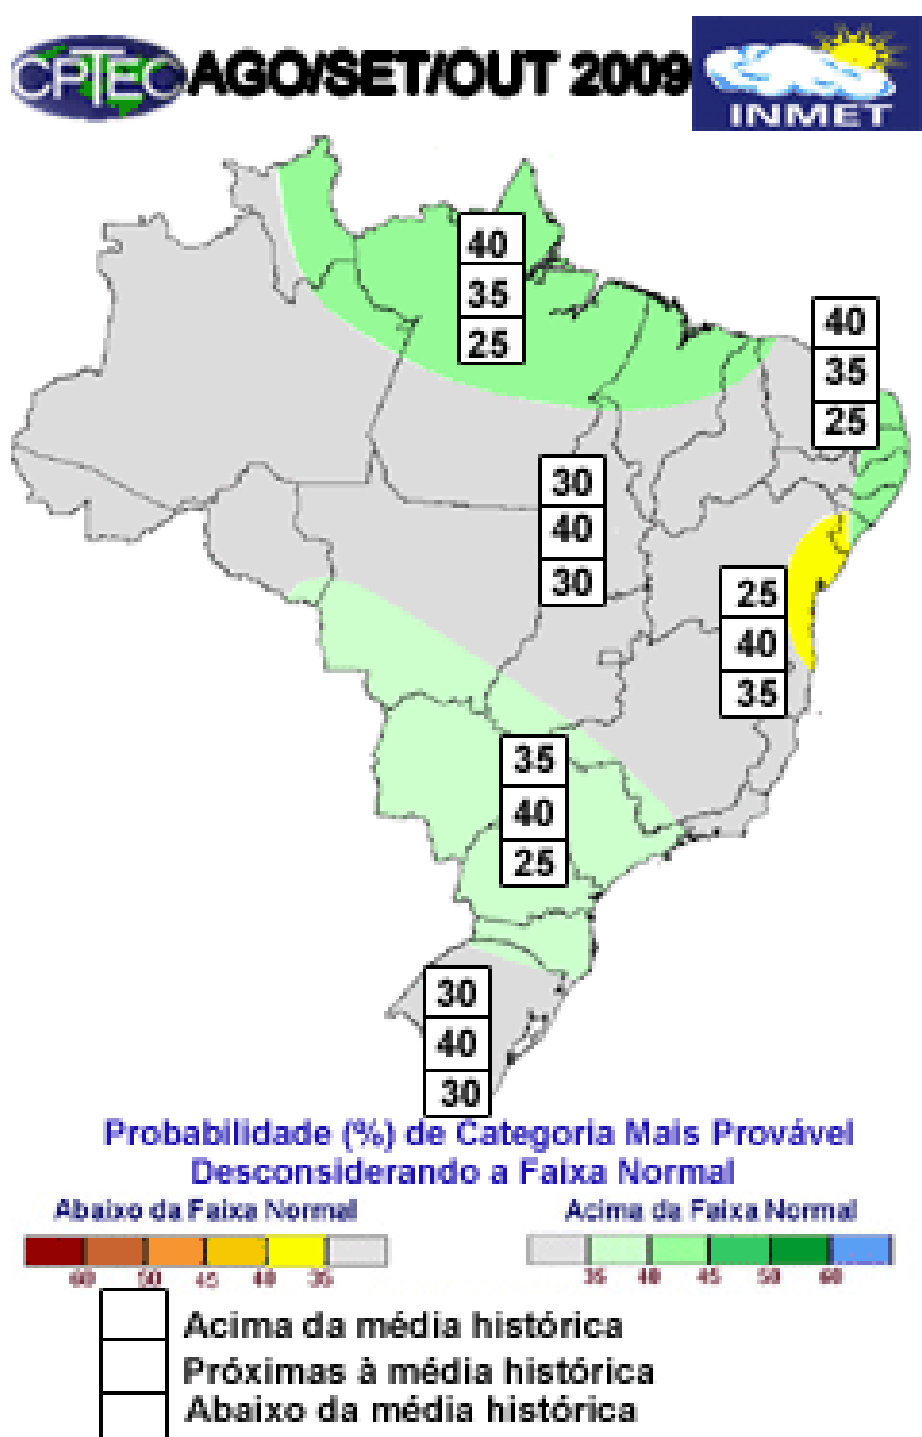 CPTEC AGO/SET/OUT 2009
INMET
40
35
25
40
35
25
30
40
30
25
40
35
35
40
25
30
40
30
Probabilidade (%) de Categoria Mais Provável
Desconsiderando a Faixa Normal
Abaixo da Faixa Normal
Acima da Faixa Normal
60 50 45 40 35
35 40 45 50 60
Acima da média histórica
Próximas à média histórica
Abaixo da média histórica